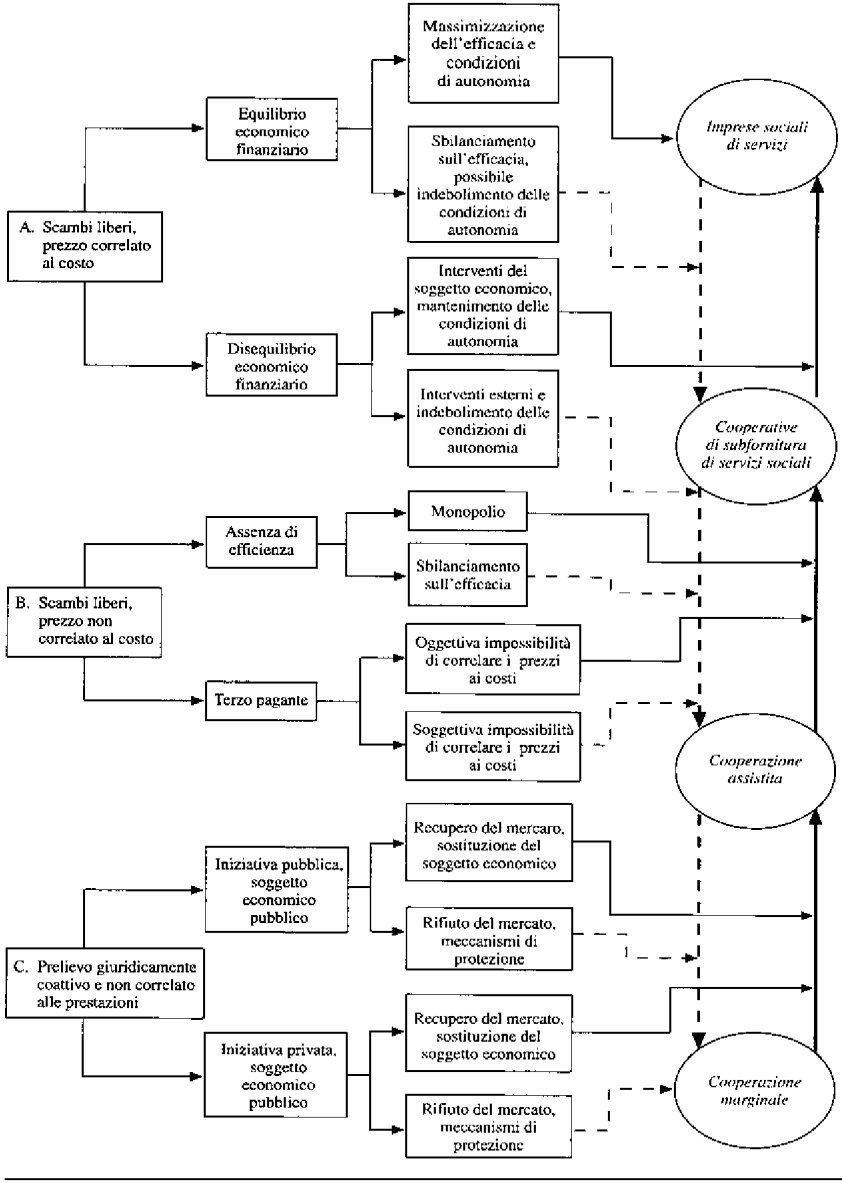 Massimizzazione
dell'efficacia e
condizioni
di autonomia
Equilibrio
economico
finanziario
Imprese sociali
di servizi
Sbilanciamento
sull'efficacia,
possibile
indebolimento delle
condizioni di
autonomia
A. Scambi liberi,
prezzo correlato
al costo
Interventi del
soggetto economico,
mantenimento delle
condizioni di
autonomia
Disequilibrio
economico
finanziario
Interventi esterni e
indebolimento delle
condizioni di
autonomia
Cooperative
di subfornitura
di servizi sociali
Monopolio
Assenza di
efficienza
Sbilanciamento
sull'efficacia
B. Scambi liberi,
prezzo non
correlato al costo
Oggettiva impossibilità
di correlare i prezzi
ai costi
Terzo pagante
Soggettiva impossibilità
di correlare i prezzi
ai costi
Cooperazione
assistita
Recupero del mercaro,
sostituzione del
soggetto economico
Iniziativa pubblica,
soggetto
economico
pubblico
Rifiuto del mercato,
meccanismi di
protezione
C. Prelievo giuridicamente
coattivo e non correlato
alle prestazioni
Recupero del mercato,
sostituzione del
soggetto economico
Iniziativa privata,
soggetto
economico
pubblico
Rifiuto del mercato,
meccanismi di
protezione
Cooperazione
marginale